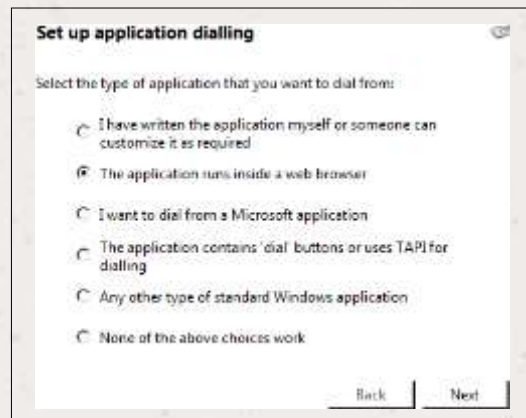 Set up application dialling
Select the type of application that you want to dial from:
I have written the application myself or someone can
customize it as required
The application runs inside a web browser
I want to dial from a Microsoft application
The application contains 'dial' buttons or uses TAPI for
dialling
Any other type of standard Windows application
None of the above choices work
Back Next